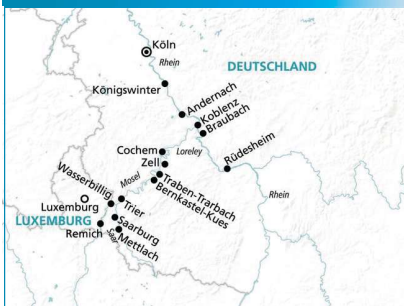 Köln
Rhein
DEUTSCHLAND
Königswinter
Andernach
Koblenz
Braubach
Cochem
Loreley
Zell
Rüdesheim
Mosel
Traben-Trarbach
Bernkastel-Kues
Rhein
Wasserbillig
Luxemburg
Trier
LUXEMBURG
Saarburg
Remich
Saar
Mettlach